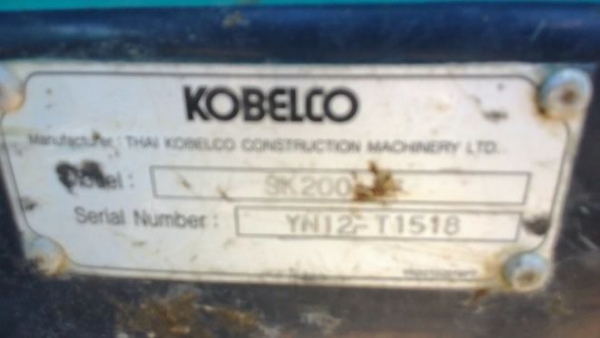 KOBELCO
Manufacturer : THAI KOBELCO CONSTRUCTION MACHINERY LTD.
Model : SK200
Serial Number : YN12-T1518